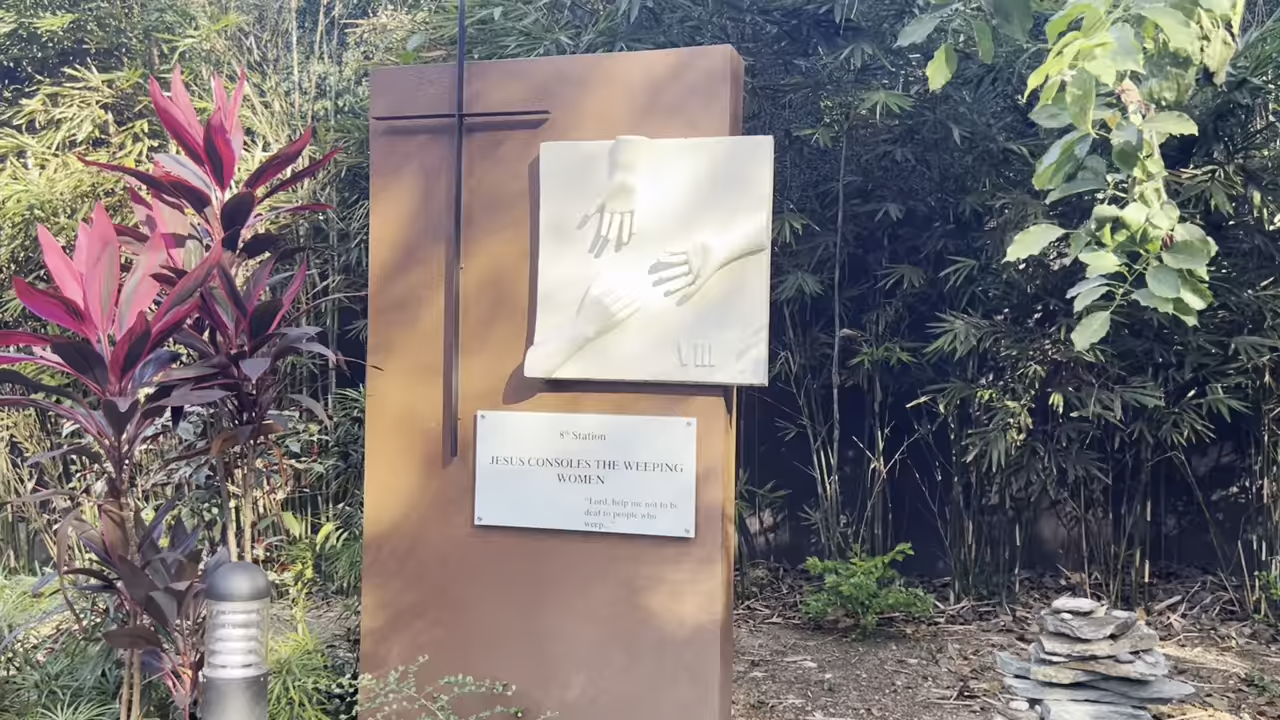 VIII
8th Station
JESUS CONSOLES THE WEEPING
WOMEN
"Lord, help me not to be
deaf to people who
weep..."